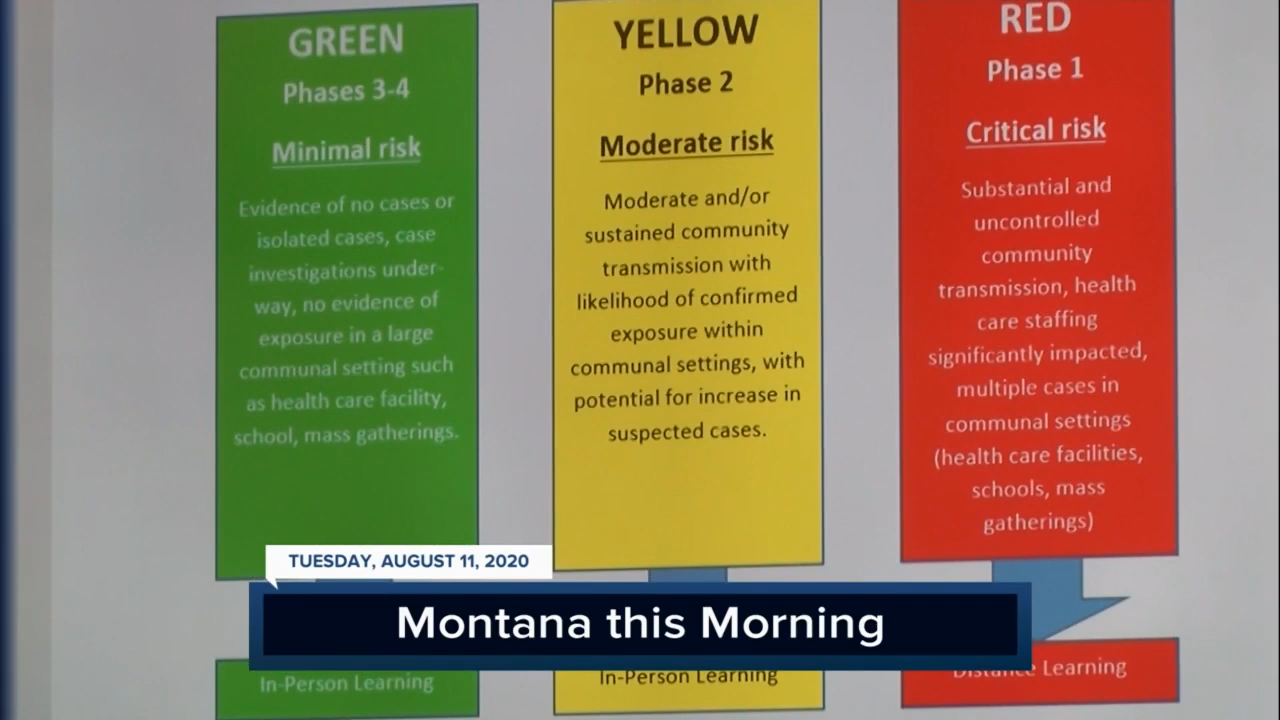 GREEN
Phases 3-4
Minimal risk
Evidence of no cases or
isolated cases, case
investigations under-
way, no evidence of
exposure in a large
communal setting such
as health care facility,
school, mass gatherings.
In-Person Learning
YELLOW
Phase 2
Moderate risk
Moderate and/or
sustained community
transmission with
likelihood of confirmed
exposure within
communal settings, with
potential for increase in
suspected cases.
In-Person Learning
RED
Phase 1
Critical risk
Substantial and
uncontrolled
community
transmission, health
care staffing
significantly impacted,
multiple cases in
communal settings
(health care facilities,
schools, mass
gatherings)
Distance Learning
TUESDAY, AUGUST 11, 2020
Montana this Morning